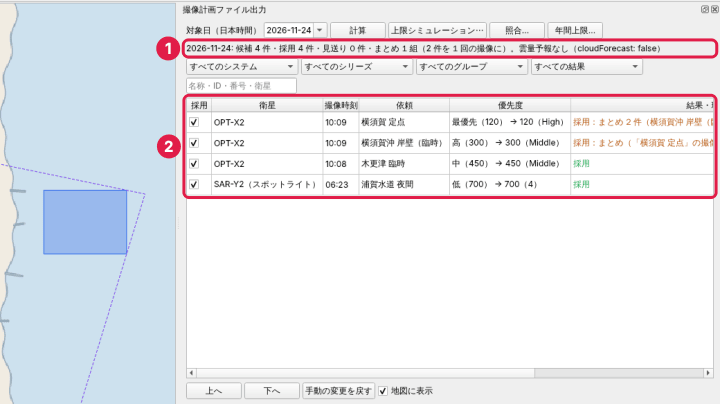 撮像計画ファイル出力
対象日（日本時間） 2026-11-24 計算 上限シミュレーション… 照合... 年間上限...
1 2026-11-24: 候補 4 件・採用 4 件・見送り 0 件・まとめ 1 組（2 件を 1 回の撮像に）。雲量予報なし（cloudForecast: false）
すべてのシステム すべてのシリーズ すべてのグループ すべての結果
名称・ID・番号・衛星
採用 衛星 撮像時刻 依頼 優先度 結果・
OPT-X2 10:09 横須賀 定点 最優先（120）→ 120（High） 採用：まとめ 2 件（横須賀沖 岸壁（
2 OPT-X2 10:09 横須賀沖 岸壁（臨時） 高（300）→ 300（Middle） 採用：まとめ（「横須賀 定点」の撮
OPT-X2 10:08 木更津 臨時 中（450）→ 450（Middle） 採用
SAR-Y2（スポットライト） 06:23 浦賀水道 夜間 低（700）→ 700（4） 採用
上へ 下へ 手動の変更を戻す 地図に表示